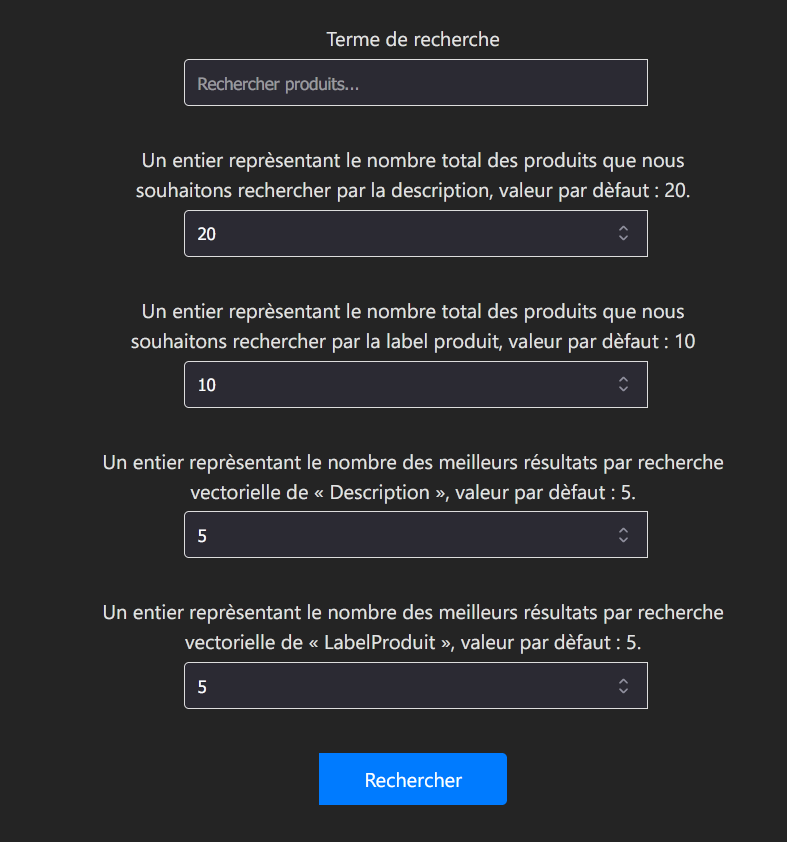 Terme de recherche
Rechercher produits...
Un entier reprèsentant le nombre total des produits que nous
souhaitons rechercher par la description, valeur par dèfaut : 20.
20
Un entier reprèsentant le nombre total des produits que nous
souhaitons rechercher par la label produit, valeur par dèfaut : 10
10
Un entier reprèsentant le nombre des meilleurs résultats par recherche
vectorielle de « Description », valeur par dèfaut : 5.
5
Un entier reprèsentant le nombre des meilleurs résultats par recherche
vectorielle de « LabelProduit », valeur par dèfaut : 5.
5
Rechercher